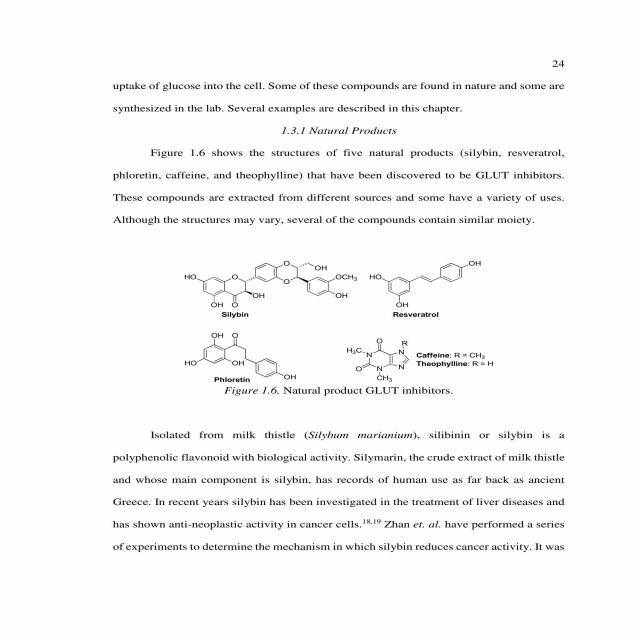 24
uptake of glucose into the cell. Some of these compounds are found in nature and some are
synthesized in the lab. Several examples are described in this chapter.
1.3.1 Natural Products
Figure 1.6 shows the structures of five natural products (silybin, resveratrol,
phloretin, caffeine, and theophylline) that have been discovered to be GLUT inhibitors.
These compounds are extracted from different sources and some have a variety of uses.
Although the structures may vary, several of the compounds contain similar moiety.
HO O O OH
O OCH3
OH
OH O OH
Silybin
OH
HO
OH
Resveratrol
OH O
HO OH
OH
Phloretin
O R
H3C N N
O N N
CH3
Caffeine: R = CH3
Theophylline: R = H
Figure 1.6. Natural product GLUT inhibitors.
Isolated from milk thistle (Silybum marianium), silibinin or silybin is a
polyphenolic flavonoid with biological activity. Silymarin, the crude extract of milk thistle
and whose main component is silybin, has records of human use as far back as ancient
Greece. In recent years silybin has been investigated in the treatment of liver diseases and
has shown anti-neoplastic activity in cancer cells.18,19 Zhan et. al. have performed a series
of experiments to determine the mechanism in which silybin reduces cancer activity. It was